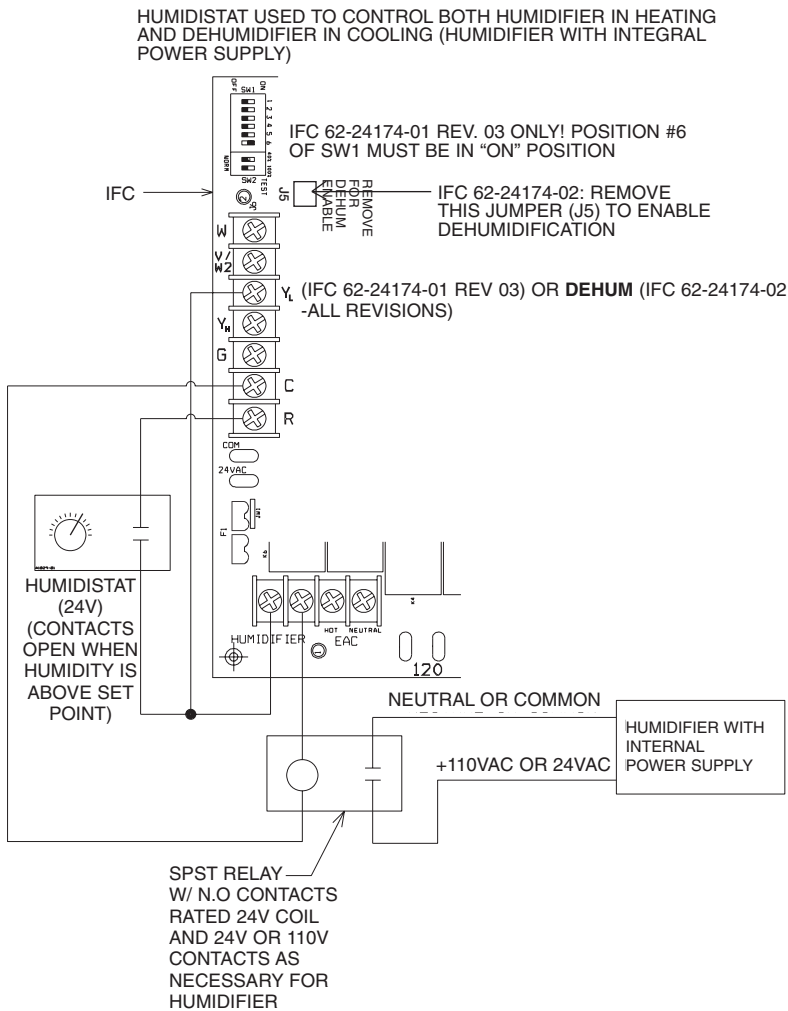 HUMIDISTAT USED TO CONTROL BOTH HUMIDIFIER IN HEATING
AND DEHUMIDIFIER IN COOLING (HUMIDIFIER WITH INTEGRAL
POWER SUPPLY)
OFF
SW1
ON
1
2
3
4
5
6
NORM
SW2
TEST
40%
100%
IFC 62-24174-01 REV. 03 ONLY! POSITION #6
OF SW1 MUST BE IN “ON” POSITION
IFC
J5
REMOVE
FOR
DEHUM
ENABLE
IFC 62-24174-02: REMOVE
THIS JUMPER (J5) TO ENABLE
DEHUMIDIFICATION
W
V/
W2
YL (IFC 62-24174-01 REV 03) OR DEHUM (IFC 62-24174-02
-ALL REVISIONS)
YH
G
C
R
COM
24VAC
F1
K6
K4
HUMIDISTAT
(24V)
(CONTACTS
OPEN WHEN
HUMIDITY IS
ABOVE SET
POINT)
HOT NEUTRAL
HUMIDIFIER EAC
1
120
NEUTRAL OR COMMON
+110VAC OR 24VAC
HUMIDIFIER WITH
INTERNAL
POWER SUPPLY
SPST RELAY
W/ N.O CONTACTS
RATED 24V COIL
AND 24V OR 110V
CONTACTS AS
NECESSARY FOR
HUMIDIFIER